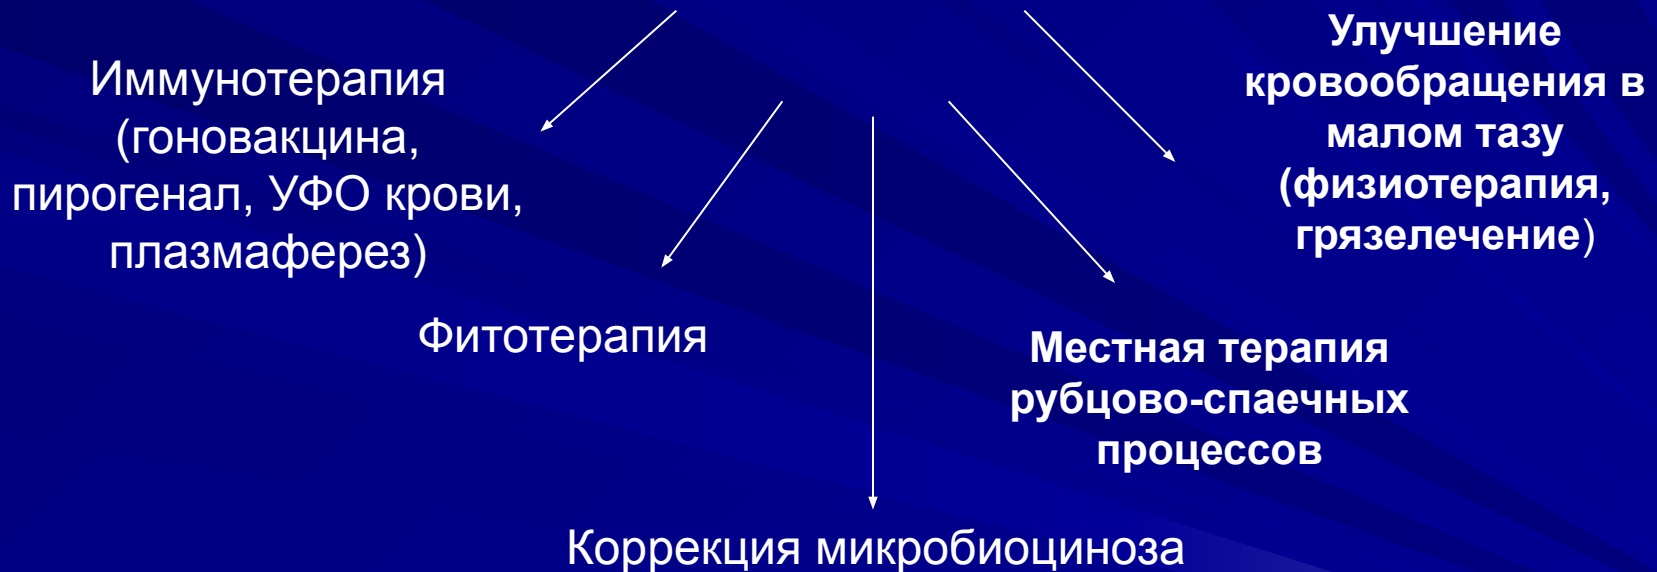 Иммунотерапия
(гоновакцина,
пирогенал, УФО крови,
плазмаферез)
Улучшение
кровообращения в
малом тазу
(физиотерапия,
грязелечение)
Фитотерапия
Местная терапия
рубцово-спаечных
процессов
Коррекция микробиоциноза